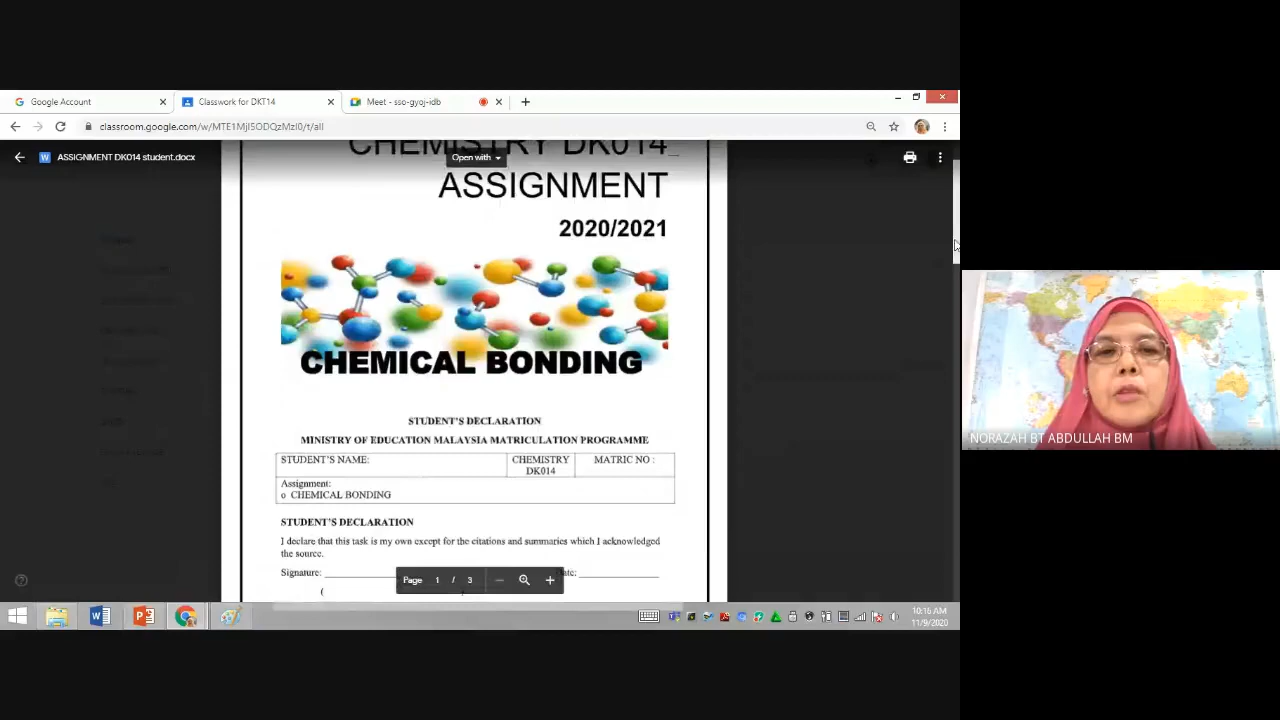 Google Account
Classwork for DKT14
Meet - sso-gyoj-idb
classroom.google.com/w/MTE1MjI5ODQzMzI0/t/all
ASSIGNMENT DK014 student.docx
Open with
CHEMISTRY DK014_
ASSIGNMENT
2020/2021
CHEMICAL BONDING
STUDENT'S DECLARATION
MINISTRY OF EDUCATION MALAYSIA MATRICULATION PROGRAMME
STUDENT'S NAME: CHEMISTRY DK014 MATRIC NO :
Assignment:
o CHEMICAL BONDING
STUDENT'S DECLARATION
I declare that this task is my own except for the citations and summaries which I acknowledged
the source.
Signature: ____________
Page 1 / 3
(
10:16 AM
11/9/2020
NORAZAH BT ABDULLAH BM